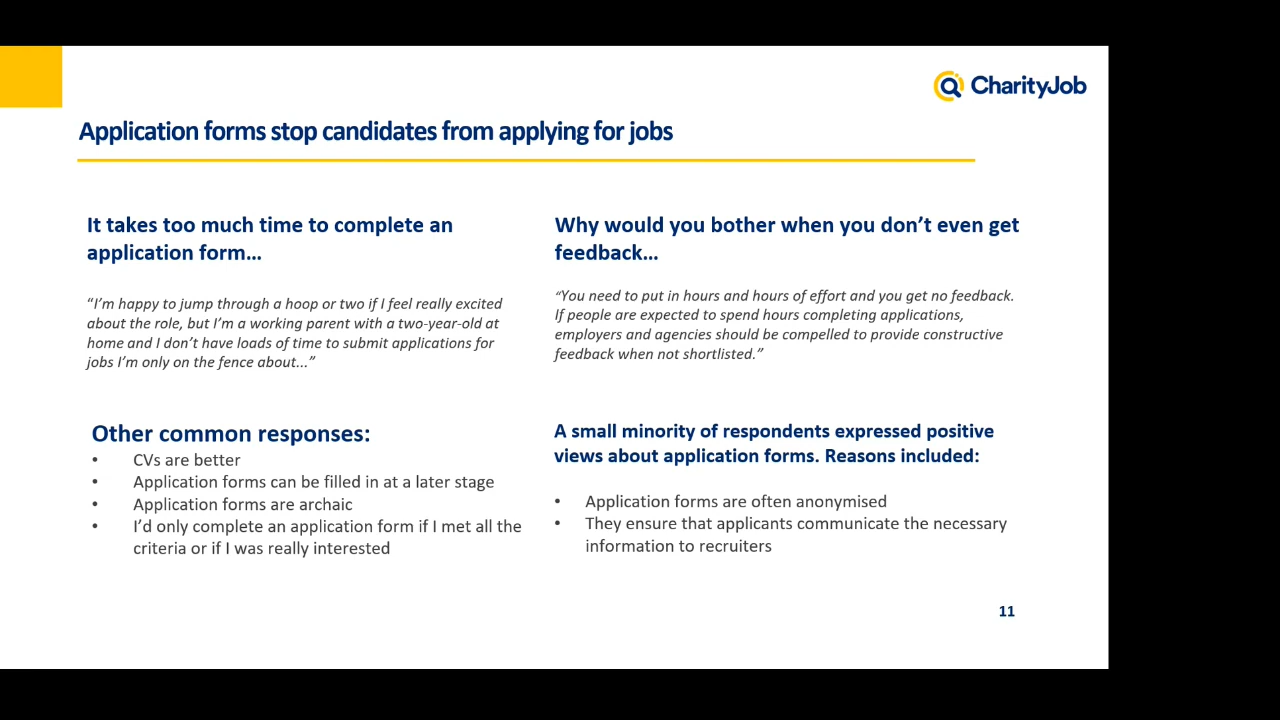 CharityJob
Application forms stop candidates from applying for jobs
It takes too much time to complete an
application form…
“I’m happy to jump through a hoop or two if I feel really excited
about the role, but I’m a working parent with a two-year-old at
home and I don’t have loads of time to submit applications for
jobs I’m only on the fence about...”
Why would you bother when you don’t even get
feedback…
“You need to put in hours and hours of effort and you get no feedback.
If people are expected to spend hours completing applications,
employers and agencies should be compelled to provide constructive
feedback when not shortlisted.”
Other common responses:
• CVs are better
• Application forms can be filled in at a later stage
• Application forms are archaic
• I’d only complete an application form if I met all the
criteria or if I was really interested
A small minority of respondents expressed positive
views about application forms. Reasons included:
• Application forms are often anonymised
• They ensure that applicants communicate the necessary
information to recruiters
11